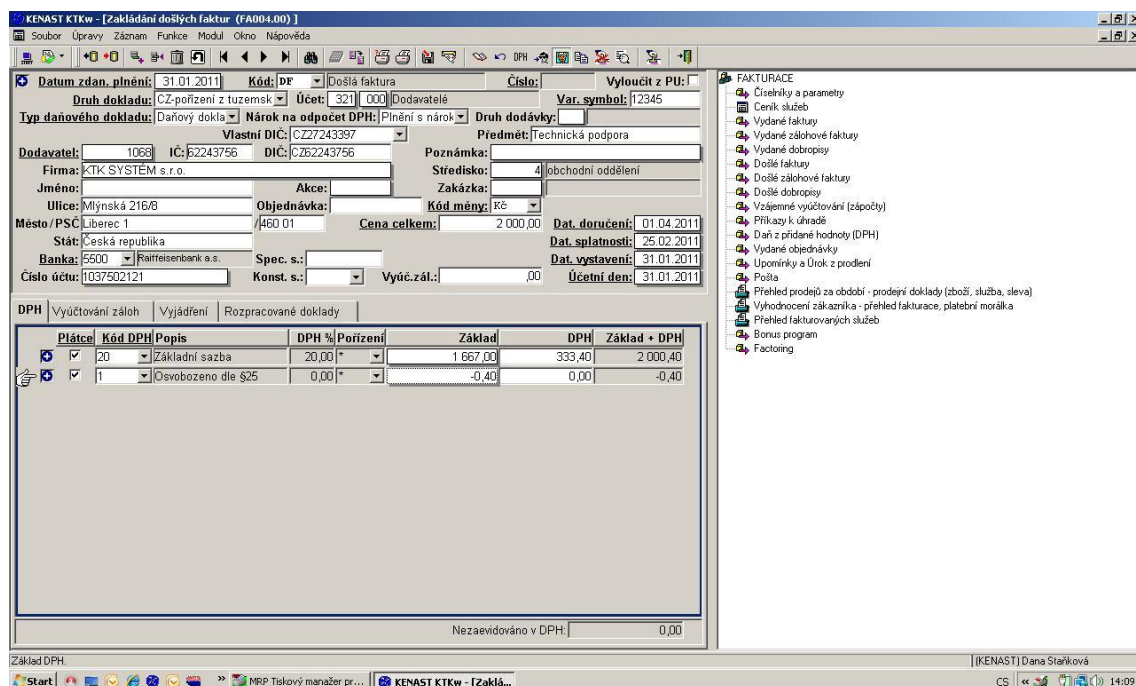 KENAST KTKw - [Zakládání došlých faktur (FA004.00) ]
Soubor Úpravy Záznam Funkce Modul Okno Nápověda
DPH
Datum zdan. plnění: 31.01.2011 Kód: DF Došlá faktura Číslo: Vyloučit z PU:
Druh dokladu: CZ-pořízení z tuzemsk Účet: 321 000 Dodavatelé Var. symbol: 12345
Typ daňového dokladu: Daňový dokla Nárok na odpočet DPH: Plnění s nárok Druh dodávky:
Vlastní DIČ: CZ27243397 Předmět: Technická podpora
Dodavatel: 1068 IČ: 62243756 DIČ: CZ62243756 Poznámka:
Firma: KTK SYSTÉM s.r.o. Středisko: 4 obchodní oddělení
Jméno: Akce: Zakázka:
Ulice: Mlýnská 216/8 Objednávka: Kód měny: Kč
Město/PSČ Liberec 1 /460 01 Cena celkem: 2 000,00 Dat. doručení: 01.04.2011
Stát: Česká republika Dat. splatnosti: 25.02.2011
Banka: 5500 Raiffeisenbank a.s. Spec. s.: Dat. vystavení: 31.01.2011
Číslo účtu: 1037502121 Konst. s.: Vyúč.zál.: ,00 Účetní den: 31.01.2011
DPH Vyúčtování záloh Vyjádření Rozpracované doklady
Plátce Kód DPH Popis DPH % Pořízení Základ DPH Základ + DPH
20 Základní sazba 20,00 * 1 667,00 333,40 2 000,40
1 Osvobozeno dle §25 0,00 * -0,40 0,00 -0,40
Nezaevidováno v DPH: 0,00
FAKTURACE
Číselníky a parametry
Ceník služeb
Vydané faktury
Vydané zálohové faktury
Vydané dobropisy
Došlé faktury
Došlé zálohové faktury
Došlé dobropisy
Vzájemné vyúčtování (zápočty)
Příkazy k úhradě
Daň z přidané hodnoty (DPH)
Vydané objednávky
Upomínky a Úrok z prodlení
Pošta
Přehled prodejů za období - prodejní doklady (zboží, služba, sleva)
Vyhodnocení zákazníka - přehled fakturace, platební morálka
Přehled fakturovaných služeb
Bonus program
Factoring
Základ DPH. (KENAST) Dana Staňková
Start » MRP Tiskový manažer pr... KENAST KTKw - [Zaklá... CS « 14:09